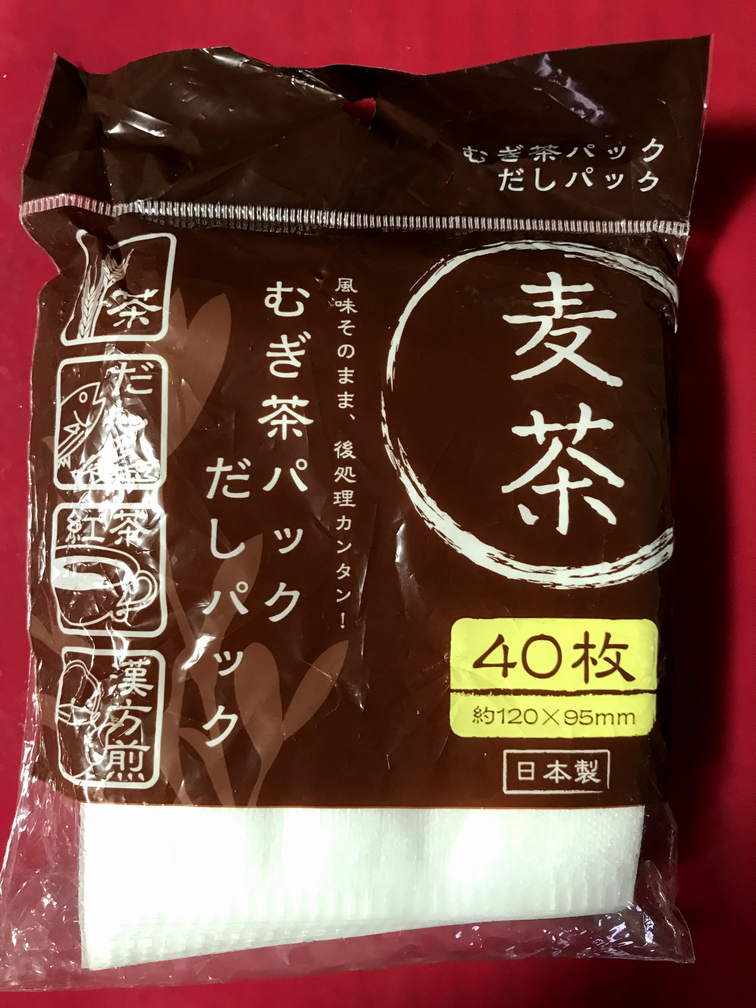 むぎ茶パック
だしパック
麦茶
風味そのまま、後処理カンタン！
むぎ茶パック
だしパック
茶
だし
紅茶
漢方煎
40枚
約120×95mm
日本製